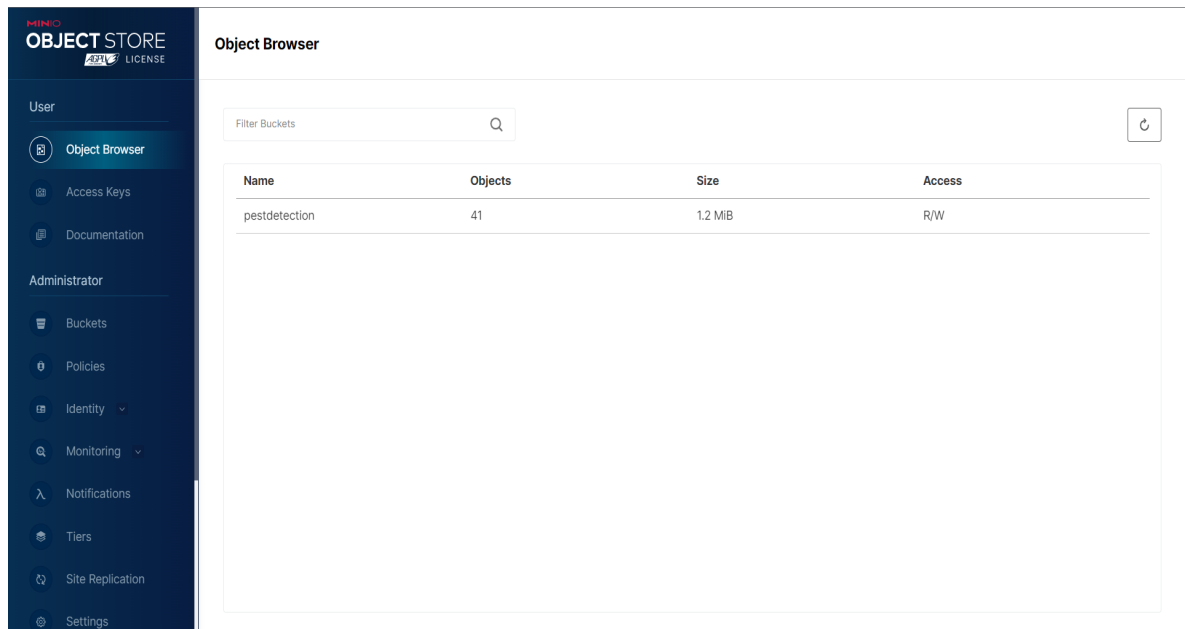 MINIO
OBJECT STORE
AGPLV3 LICENSE
Object Browser
User
Object Browser
Access Keys
Documentation
Administrator
Buckets
Policies
Identity
Monitoring
Notifications
Tiers
Site Replication
Settings
Filter Buckets
Name Objects Size Access
pestdetection 41 1.2 MiB R/W